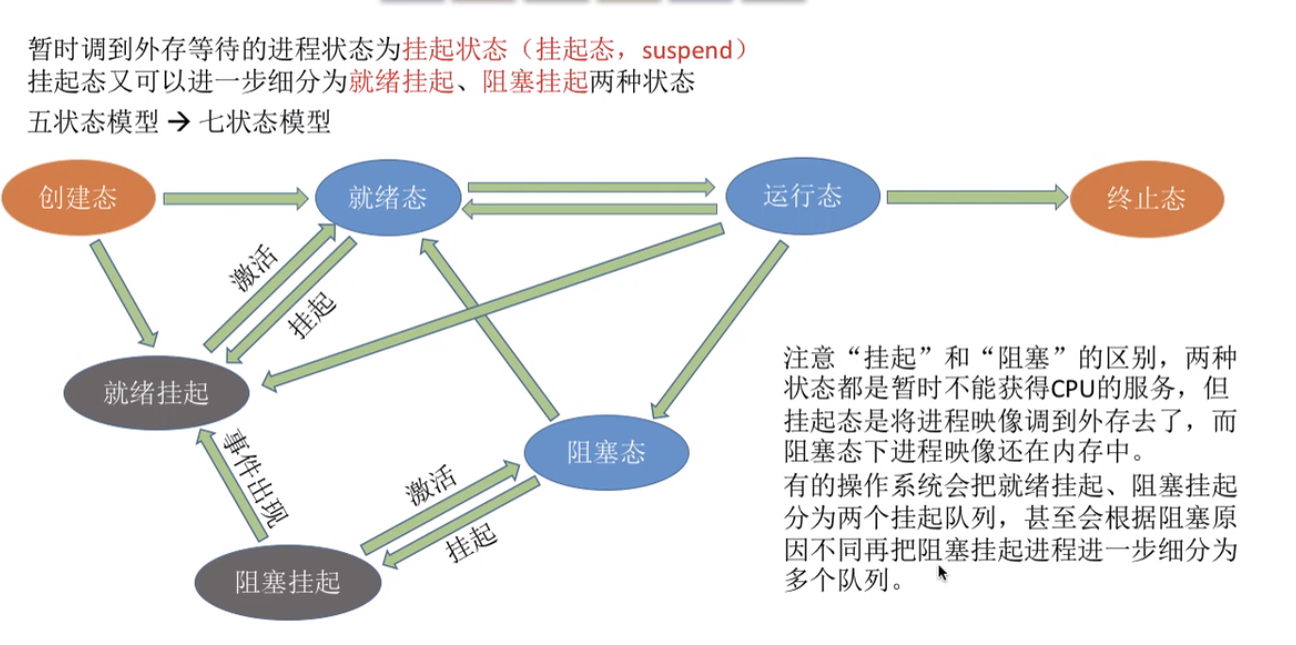 暂时调到外存等待的进程状态为挂起状态（挂起态，suspend）
挂起态又可以进一步细分为就绪挂起、阻塞挂起两种状态
五状态模型→七状态模型
创建态
就绪态
运行态
终止态
激活
挂起
就绪挂起
事件出现
阻塞态
激活
挂起
阻塞挂起
注意“挂起”和“阻塞”的区别，两种
状态都是暂时不能获得CPU的服务，但
挂起态是将进程映像调到外存去了，而
阻塞态下进程映像还在内存中。
有的操作系统会把就绪挂起、阻塞挂起
分为两个挂起队列，甚至会根据阻塞原
因不同再把阻塞挂起进程进一步细分为
多个队列。